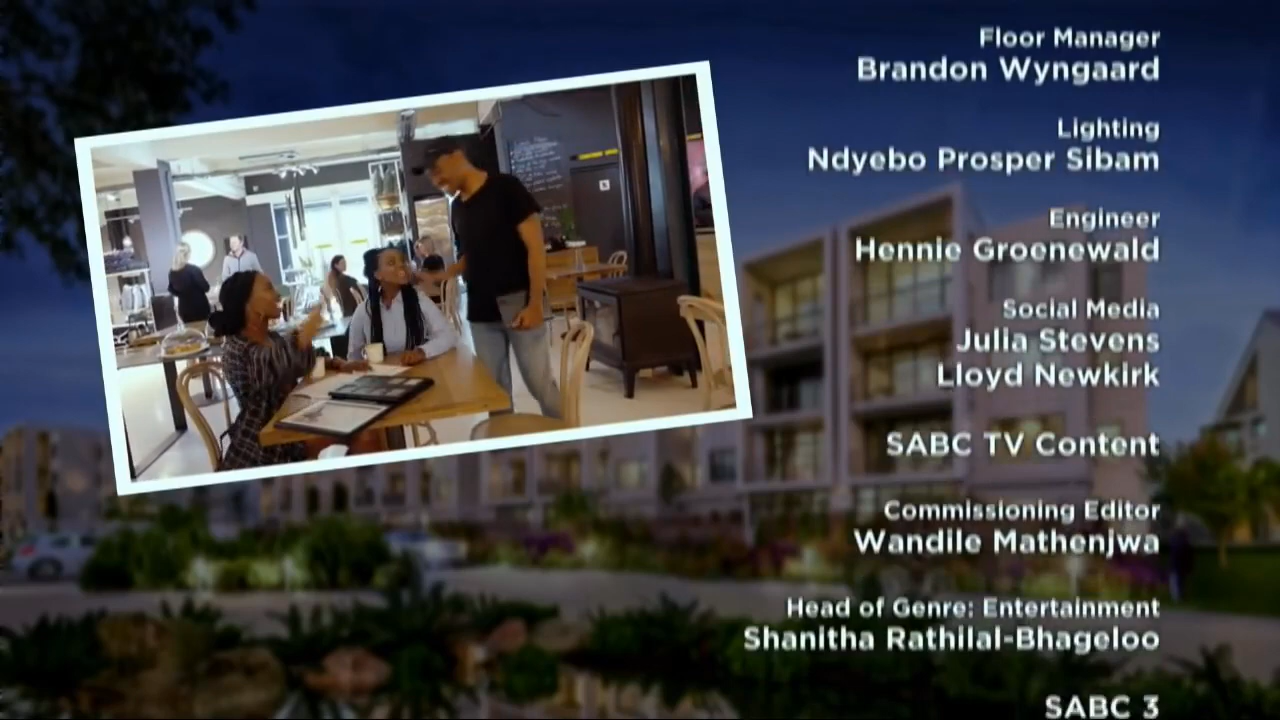 Floor Manager
Brandon Wyngaard
Lighting
Ndyebo Prosper Sibam
Engineer
Hennie Groenewald
Social Media
Julia Stevens
Lloyd Newkirk
SABC TV Content
Commissioning Editor
Wandile Mathenjwa
Head of Genre: Entertainment
Shanitha Rathilal-Bhageloo
SABC 3